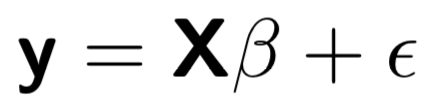 y = Xβ + ϵ